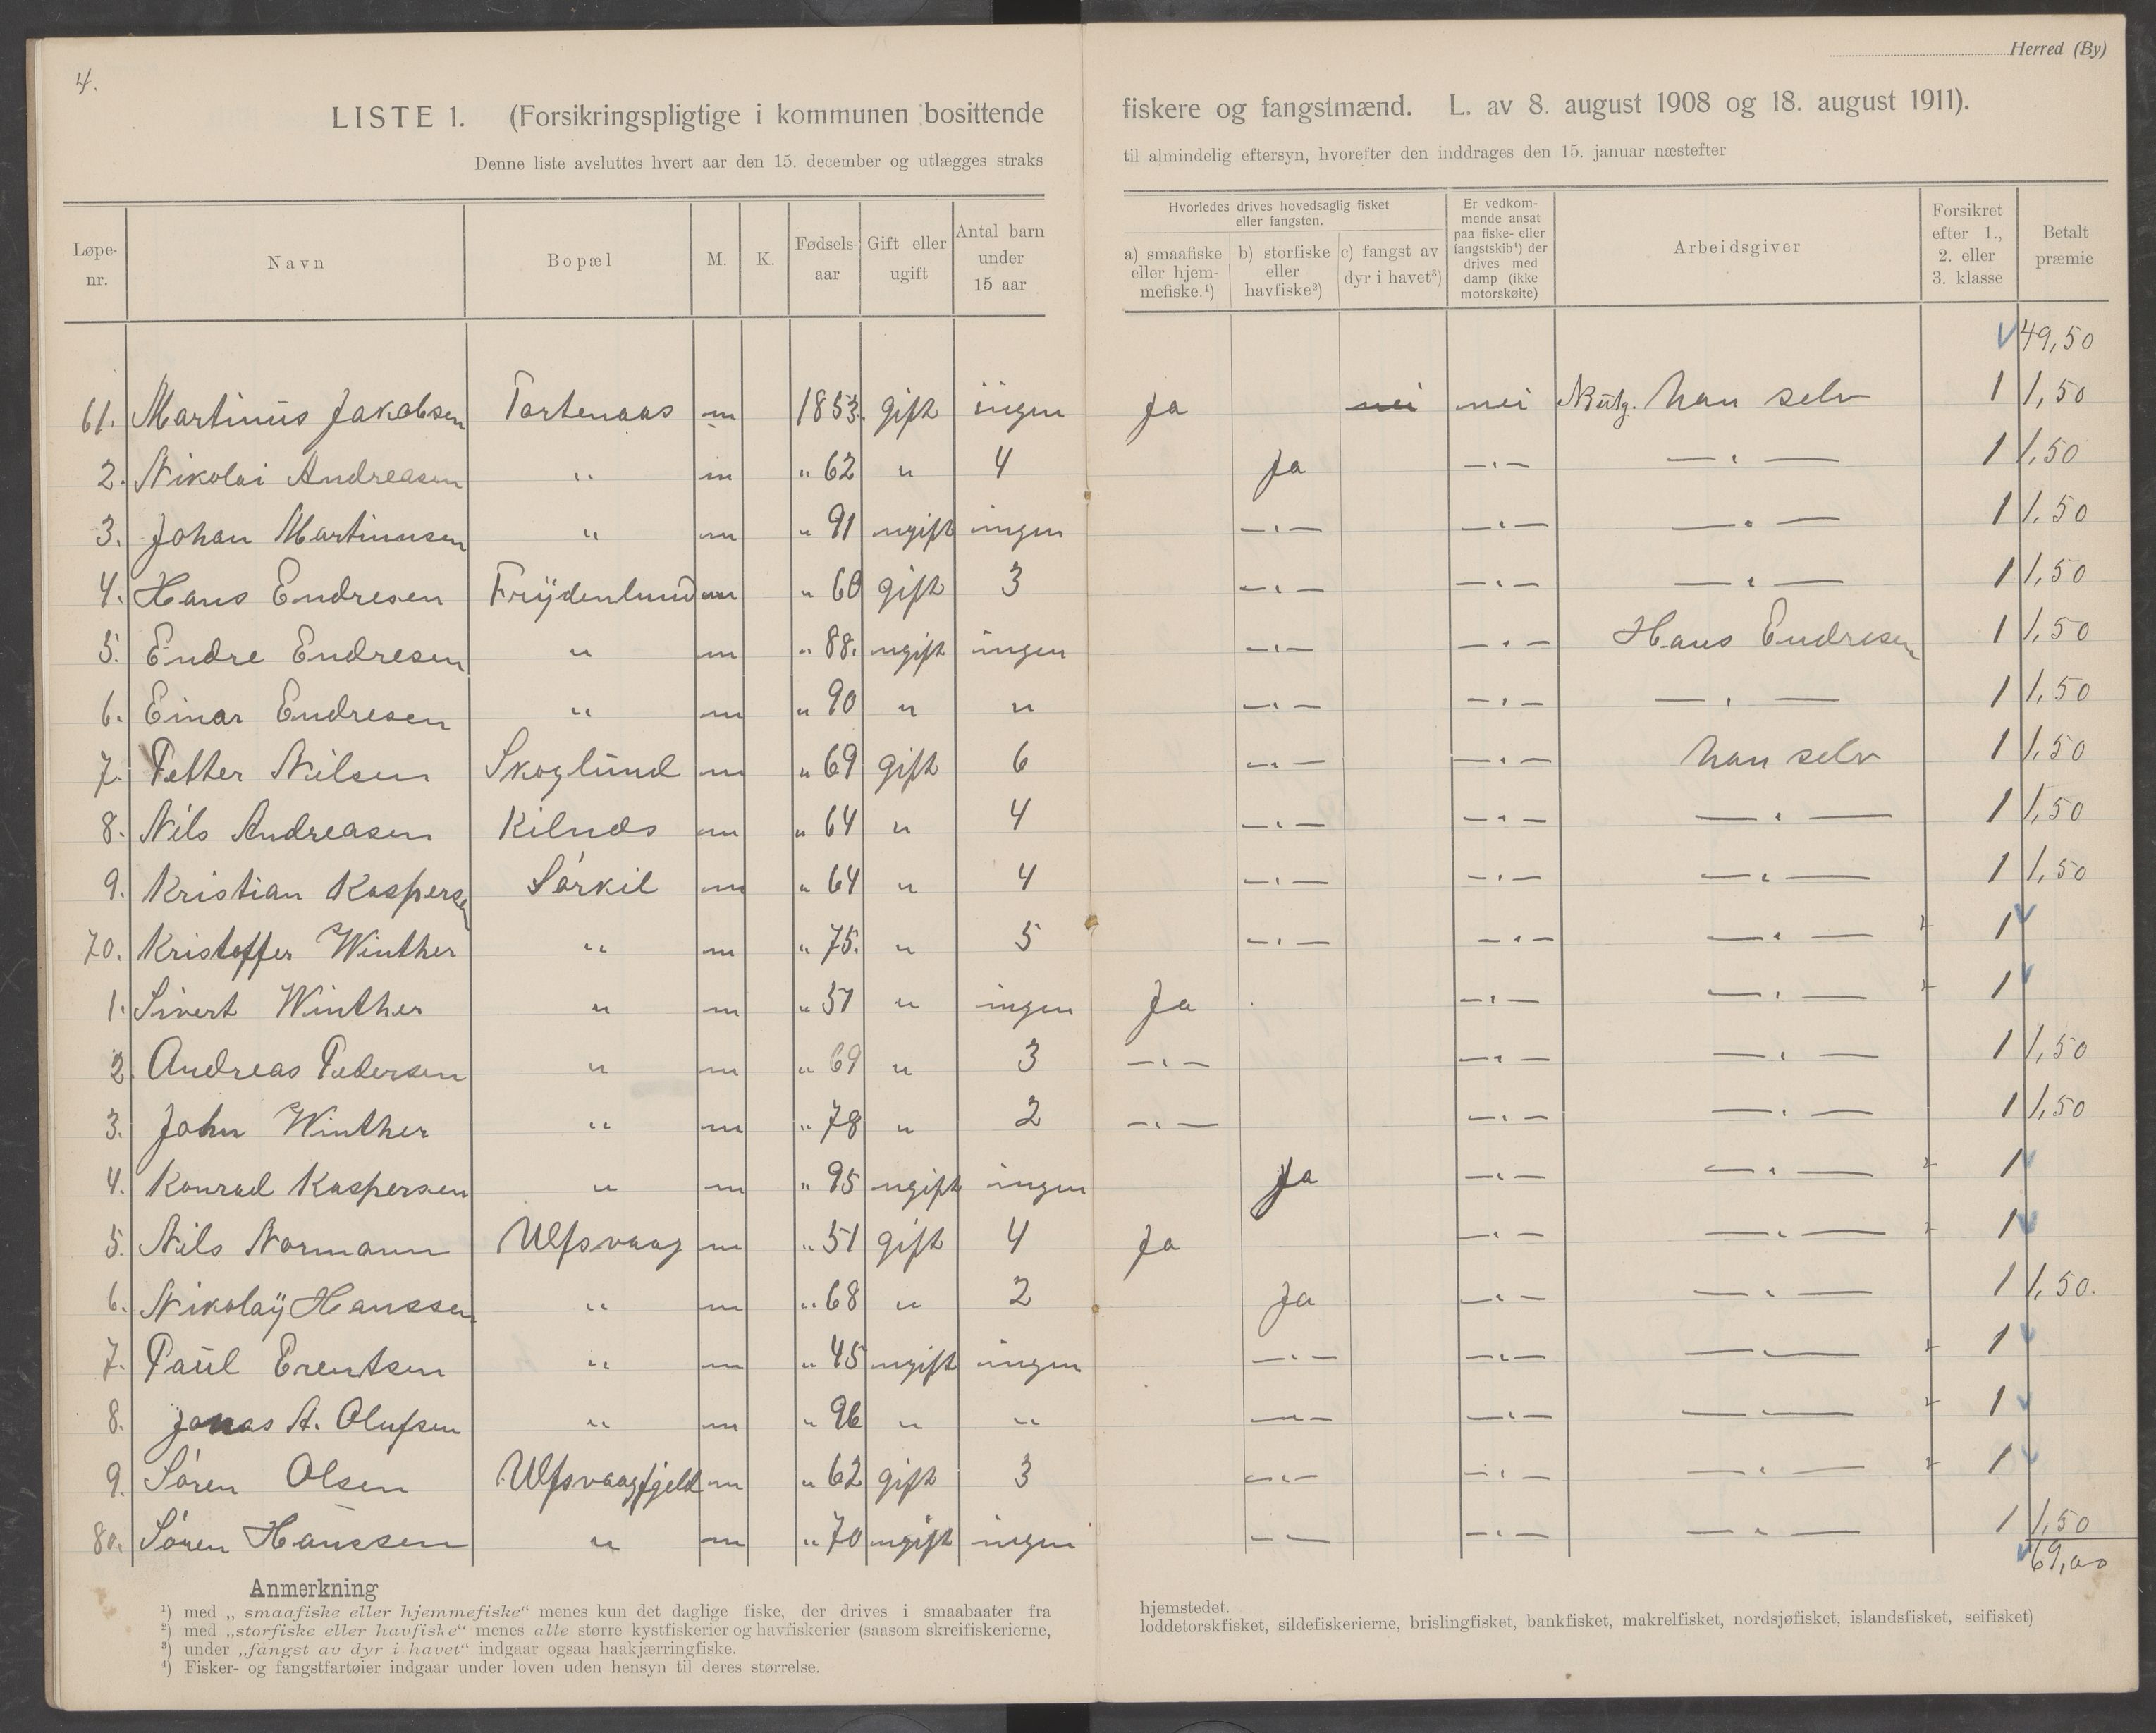 4.
Herred (By)
LISTE 1. (Forsikringspligtige i kommunen bosittende fiskere og fangstmænd. L. av 8. august 1908 og 18. august 1911).
Denne liste avsluttes hvert aar den 15. december og utlægges straks til almindelig eftersyn, hvorefter den inddrages den 15. januar næstefter
Løpe-nr. Navn Bopæl M. K. Fødsels-aar Gift eller ugift Antal barn under 15 aar Hvorledes drives hovedsaglig fisket eller fangsten. a) smaafiske eller hjem-mefiske.¹) b) storfiske eller havfiske²) c) fangst av dyr i havet³) Er vedkom-mende ansat paa fiske- eller fangstskib⁴) der drives med damp (ikke motorskøite) Arbeidsgiver Forsikret efter 1., 2. eller 3. klasse Betalt præmie
49,50
61. Martinus Jakobsen Tortenaas m 1853. gift ingen Ja nei nei han selv 1 1,50
2. Nikolai Andreasen " m " 62 " 4 Ja —"— —"— 1 1,50
3. Johan Martinusen " m " 91 ugift ingen —"— —"— —"— 1 1,50
4. Hans Endresen Frydenlund m " 60 gift 3 —"— —"— —"— 1 1,50
5. Endre Endresen " m " 88. ugift ingen —"— —"— Hans Endresen 1 1,50
6. Einar Endresen " m " 90 " " —"— —"— —"— 1 1,50
7. Petter Nilsen Skoglund m " 69 gift 6 —"— —"— han selv 1 1,50
8. Nils Andreasen Kilnæs m " 64 " 4 —"— —"— —"— 1 1,50
9. Kristian Kaspersen Sørkil m " 64 " 4 —"— —"— —"— 1 1,50
70. Kristoffer Winther " m " 75. " 5 —"— —"— —"— 1
1. Sivert Winther " m " 51 " ingen Ja —"— —"— 1
2. Andreas Pedersen " m " 69 " 3 —"— —"— —"— 1 1,50
3. John Winther " m " 78 " 2 —"— —"— —"— 1 1,50
4. Konrad Kaspersen " m " 95 ugift ingen Ja —"— —"— 1
5. Nils Normann Ulfsvaag m " 51 gift 4 Ja —"— —"— 1
6. Nikolaÿ Hanssen " m " 68 " 2 Ja —"— —"— 1 1,50.
7. Paul Erentsen " m " 45 ugift ingen —"— —"— —"— 1
8. Jonas A. Olufsen " m " 96 " " —"— —"— —"— 1
9. Søren Olsen Ulfsvaagfjeld m " 62 gift 3 —"— —"— —"— 1
80. Søren Hanssen " m " 70 ugift ingen —"— —"— —"— 1 1,50
69,00
Anmerkning
¹) med „smaafiske eller hjemmefiske“ menes kun det daglige fiske, der drives i smaabaater fra hjemstedet.
²) med „storfiske eller havfiske“ menes alle større kystfiskerier og havfiskerier (saasom skreifiskerierne, loddetorskfisket, sildefiskerierne, brislingfisket, bankfisket, makrelfisket, nordsjøfisket, islandsfisket, seifisket)
³) under „fangst av dyr i havet“ indgaar ogsaa haakjærringfiske.
⁴) Fisker- og fangstfartøier indgaar under loven uden hensyn til deres størrelse.